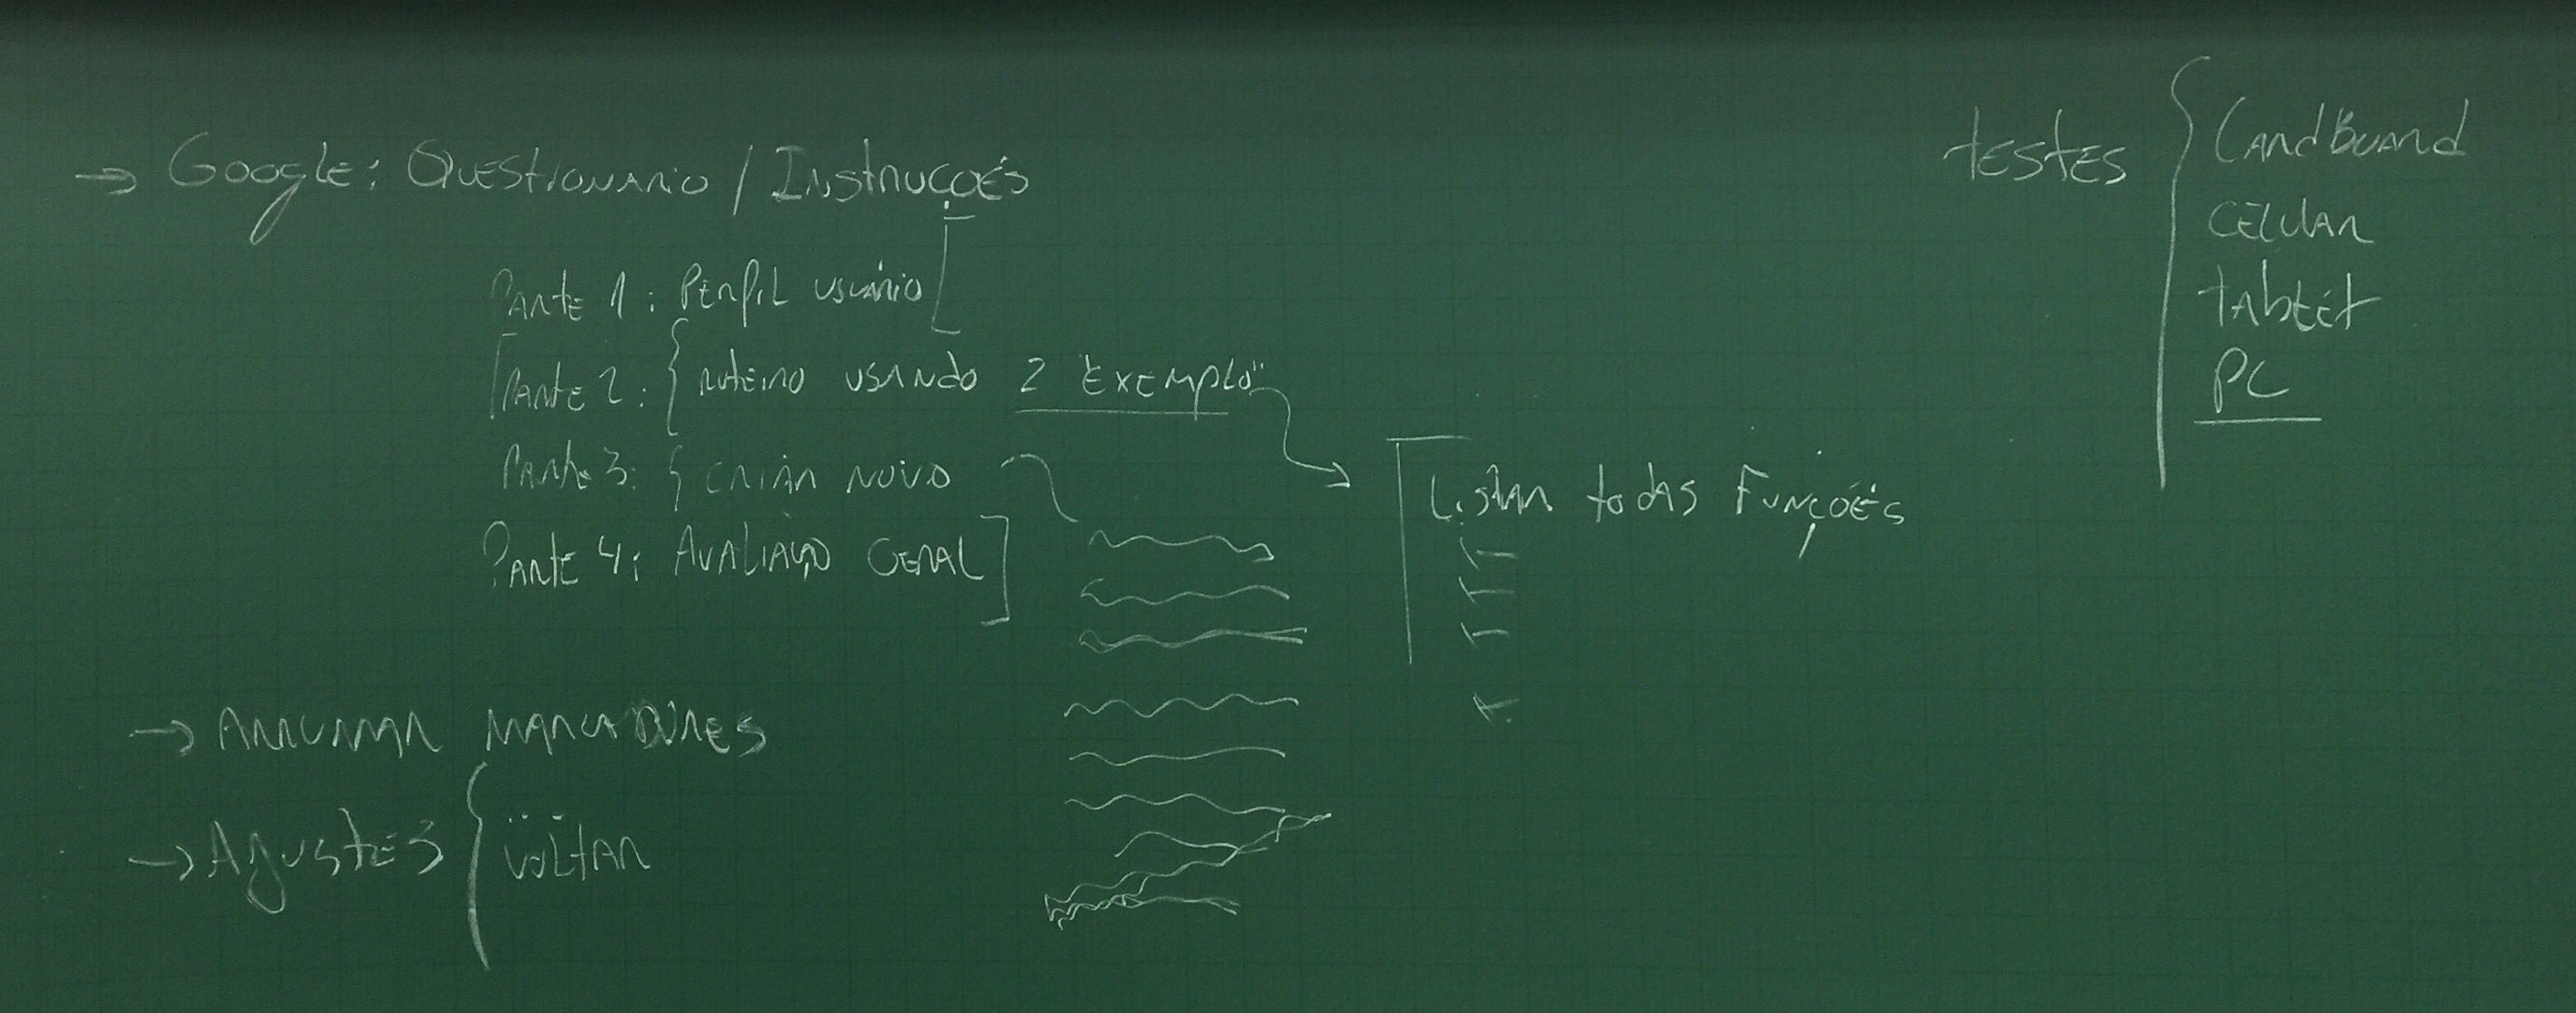 → Google: Questionario / Instruções
Parte 1: Perfil usuário
Parte 2: { roteiro usando 2 "Exemplo"
Parte 3: { criar novo
Parte 4: Avaliação Geral
→ Arrumar marcadores
→ Ajustes { voltar
Listar todas Funções
testes { CardBoard
Celular
tablet
PC